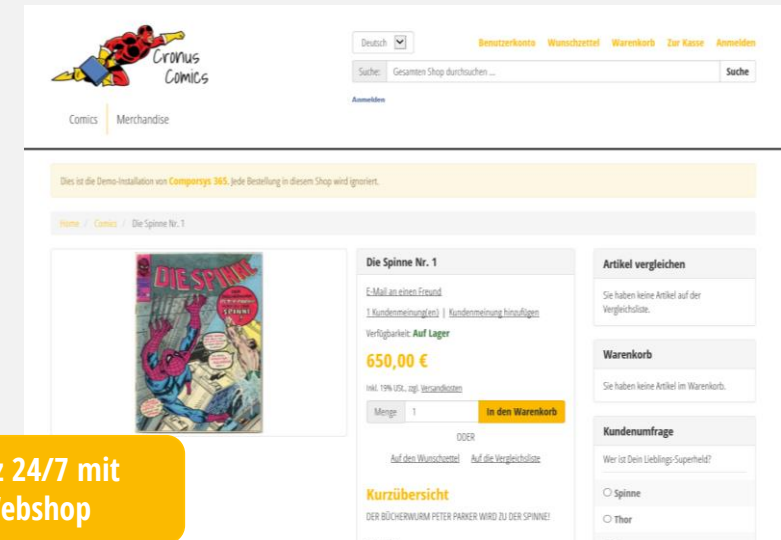 Cronus
Comics
Deutsch
Benutzerkonto Wunschzettel Warenkorb Zur Kasse Anmelden
Suche: Gesamten Shop durchsuchen ... Suche
Anmelden
Comics Merchandise
Dies ist die Demo-Installation von Comporsys 365. Jede Bestellung in diesem Shop wird ignoriert.
Home / Comics / Die Spinne Nr. 1
DIE SPINNE
SPINNE
Die Spinne Nr. 1
E-Mail an einen Freund
1 Kundenmeinung(en) | Kundenmeinung hinzufügen
Verfügbarkeit: Auf Lager
650,00 €
Inkl. 19% USt., zzgl. Versandkosten
Menge 1 In den Warenkorb
ODER
Auf den Wunschzettel Auf die Vergleichsliste
Kurzübersicht
DER BÜCHERWURM PETER PARKER WIRD ZU DER SPINNE!
Artikel vergleichen
Sie haben keine Artikel auf der
Vergleichsliste.
Warenkorb
Sie haben keine Artikel im Warenkorb.
Kundenumfrage
Wer ist Dein Lieblings-Superheld?
Spinne
Thor
z 24/7 mit
ebshop